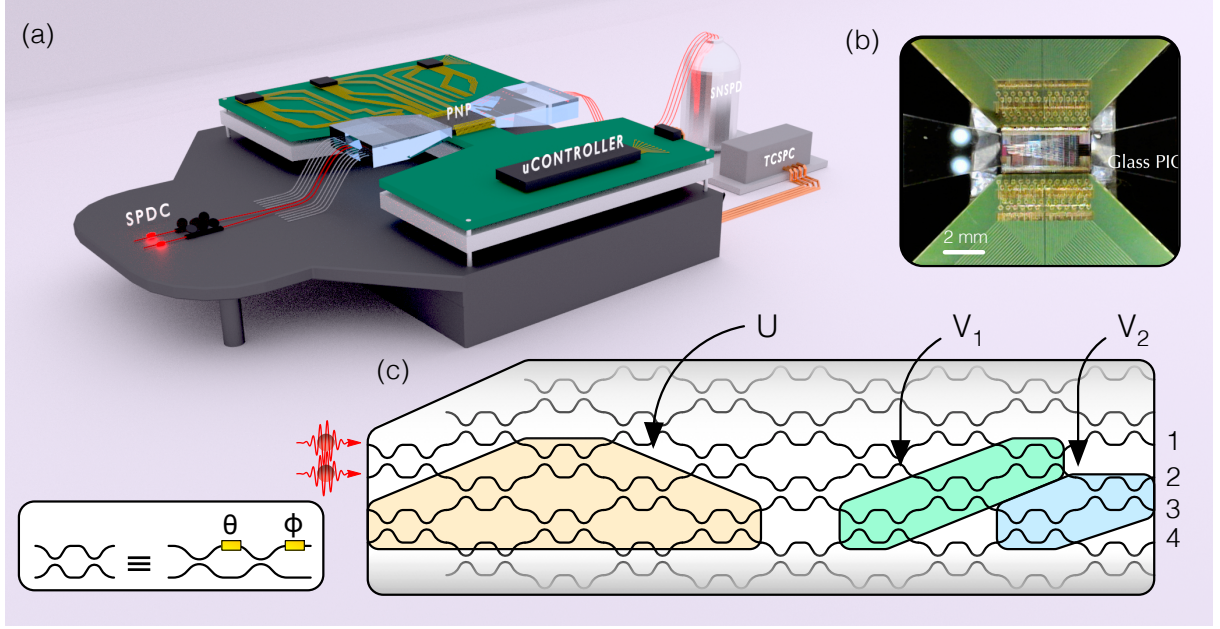 (a)
(b)
SNSPD
PNP
uCONTROLLER
TCSPC
Glass PIC
SPDC
2 mm
U
V1
V2
(c)
1
2
3
4
θ
ϕ
≡